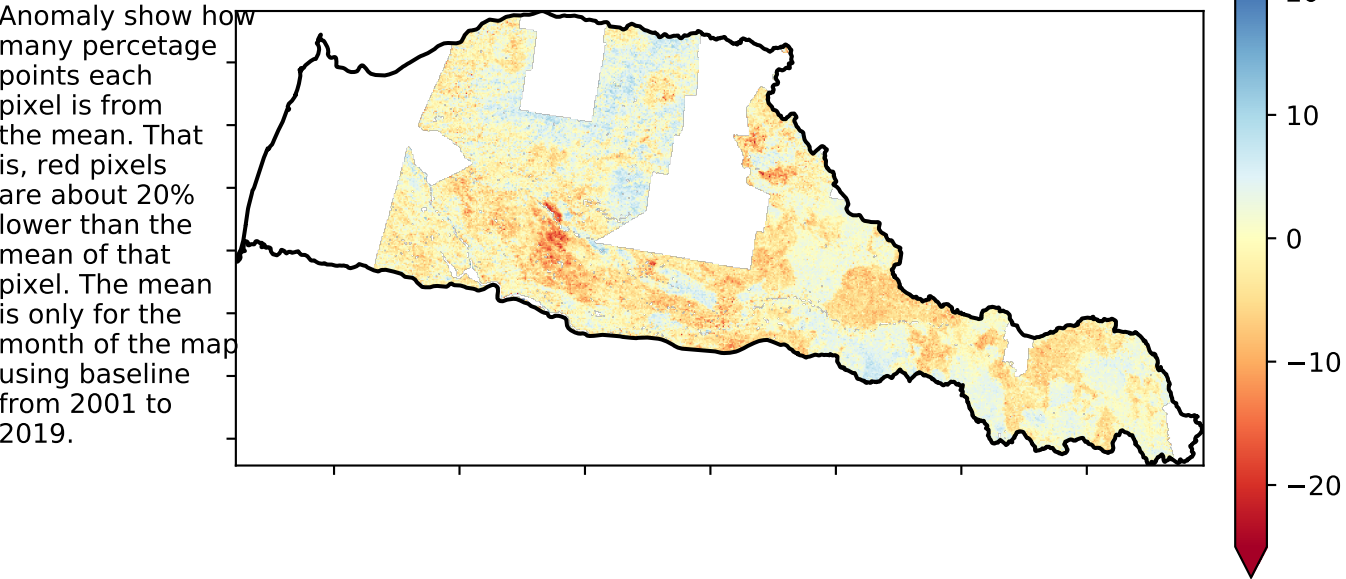 Anomaly show how
many percetage
points each
pixel is from
the mean. That
is, red pixels
are about 20%
lower than the
mean of that
pixel. The mean
is only for the
month of the map
using baseline
from 2001 to
2019.
10
0
−10
−20